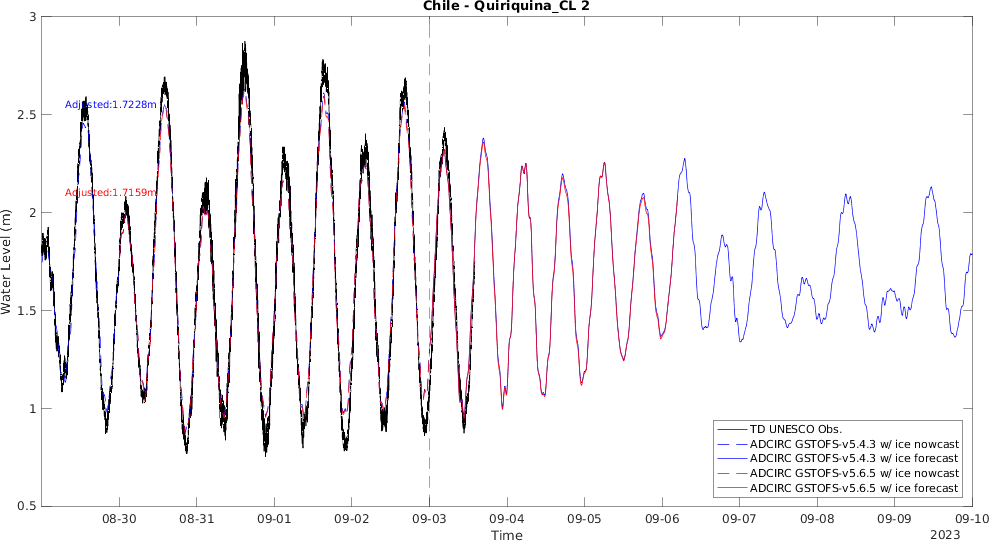 Chile - Quiriquina_CL 2
3
2.5
2
1.5
1
0.5
Water Level (m)
Adjusted:1.7228m
Adjusted:1.7159m
TD UNESCO Obs.
ADCIRC GSTOFS-v5.4.3 w/ ice nowcast
ADCIRC GSTOFS-v5.4.3 w/ ice forecast
ADCIRC GSTOFS-v5.6.5 w/ ice nowcast
ADCIRC GSTOFS-v5.6.5 w/ ice forecast
08-30 08-31 09-01 09-02 09-03 09-04 09-05 09-06 09-07 09-08 09-09 09-10
Time
2023